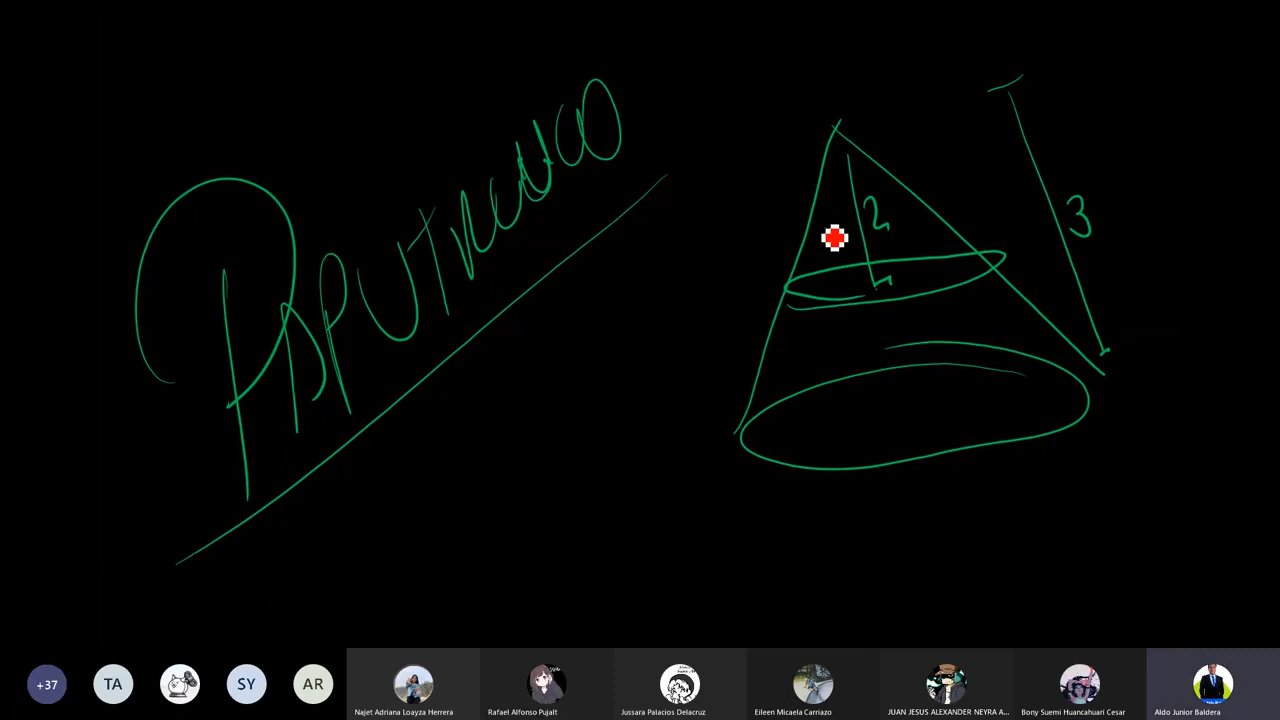 2
3
+37
TA
SY
AR
Najet Adriana Loayza Herrera
Rafael Alfonso Pujalt
Jussara Palacios Delacruz
Eileen Micaela Carriazo
JUAN JESUS ALEXANDER NEYRA A...
Bony Suemi Huancahuari Cesar
Aldo Junior Baldera